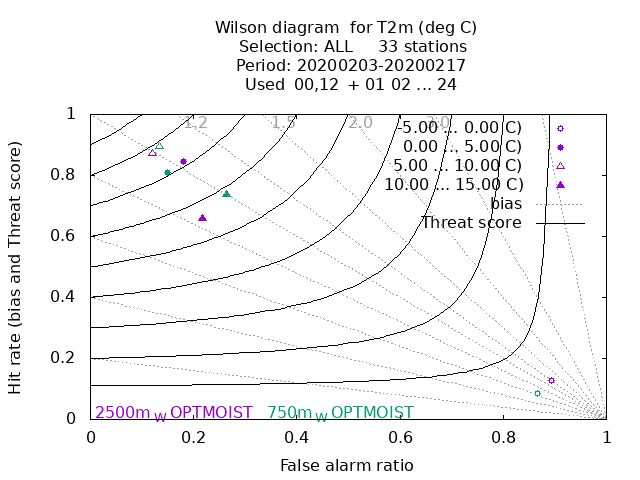 Wilson diagram  for T2m (deg C)
Selection: ALL     33 stations
Period: 20200203-20200217
Used  00,12  + 01 02 ... 24
1.2 1.5 2.0 3.0
-5.00 ... 0.00 C)
0.00 ... 5.00 C)
5.00 ... 10.00 C)
10.00 ... 15.00 C)
bias
Threat score
1
0.8
0.6
0.4
0.2
0
Hit rate (bias and Threat score)
2500m_W OPTMOIST 750m_W OPTMOIST
0 0.2 0.4 0.6 0.8 1
False alarm ratio